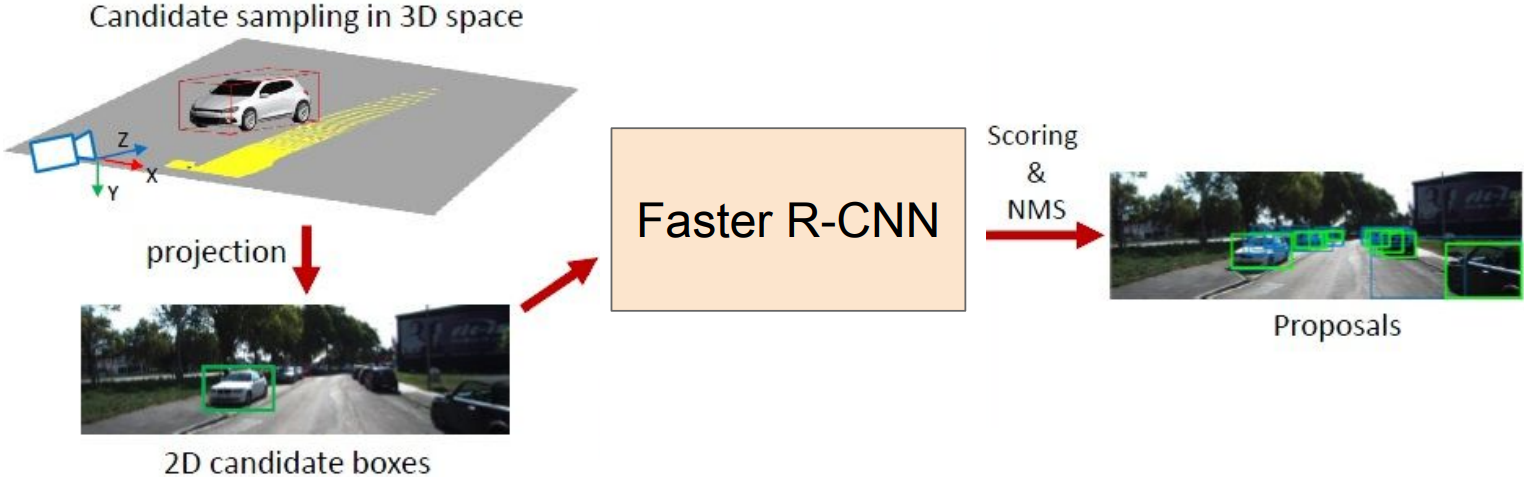 Candidate sampling in 3D space
Z
X
Y
projection
2D candidate boxes
Faster R-CNN
Scoring
&
NMS
Proposals